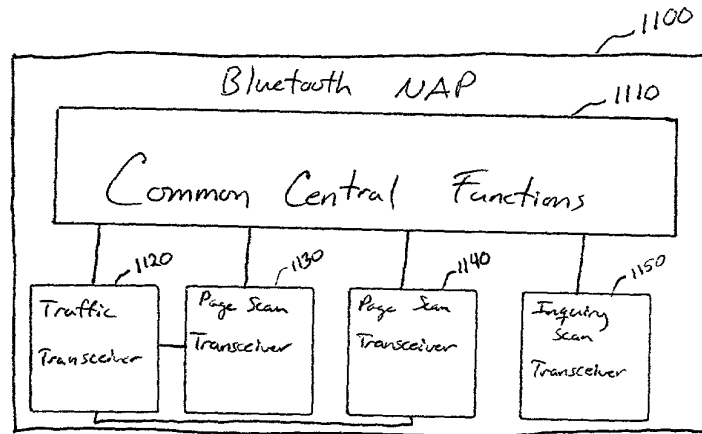 1100
Bluetooth NAP
1110
Common Central Functions
1120
1130
1140
1150
Traffic
Transceiver
Page Scan
Transceiver
Page Scan
Transceiver
Inquiry
Scan
Transceiver